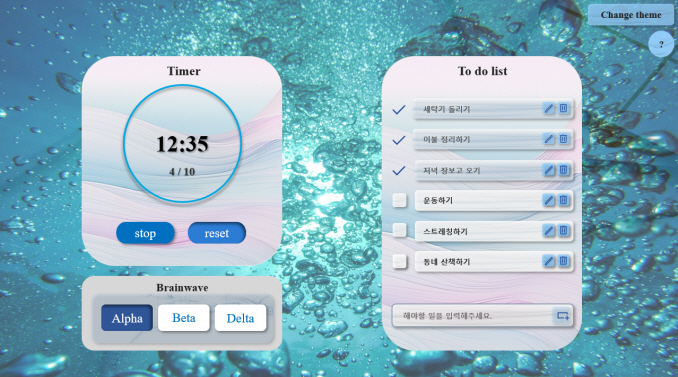 Change theme
?
Timer
12:35
4 / 10
stop
reset
Brainwave
Alpha
Beta
Delta
To do list
세탁기 돌리기
이불 정리하기
저녁 장보고 오기
운동하기
스트레칭하기
동네 산책하기
해야할 일을 입력해주세요.